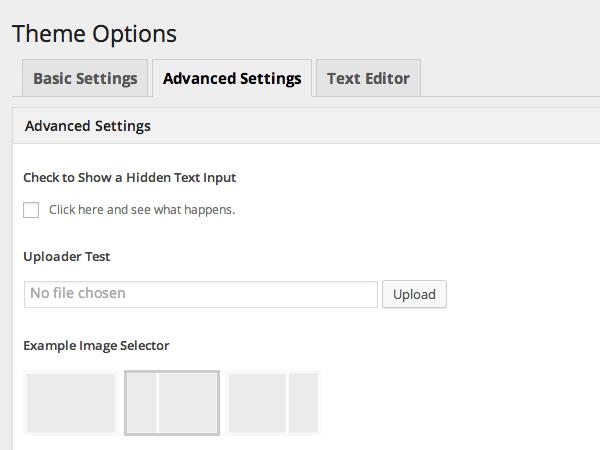 Theme Options
Basic Settings Advanced Settings Text Editor
Advanced Settings
Check to Show a Hidden Text Input
Click here and see what happens.
Uploader Test
No file chosen Upload
Example Image Selector